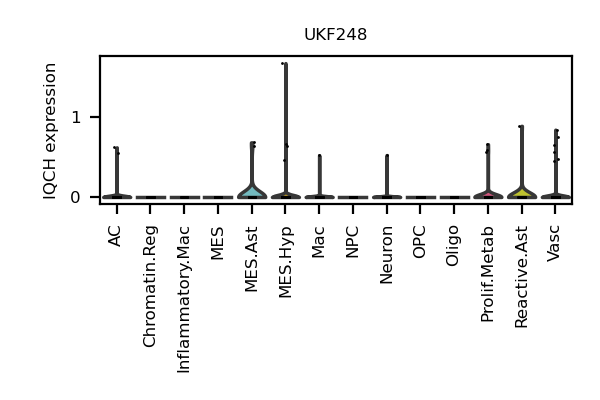 UKF248
IQCH expression
1
0
AC
Chromatin.Reg
Inflammatory.Mac
MES
MES.Ast
MES.Hyp
Mac
NPC
Neuron
OPC
Oligo
Prolif.Metab
Reactive.Ast
Vasc